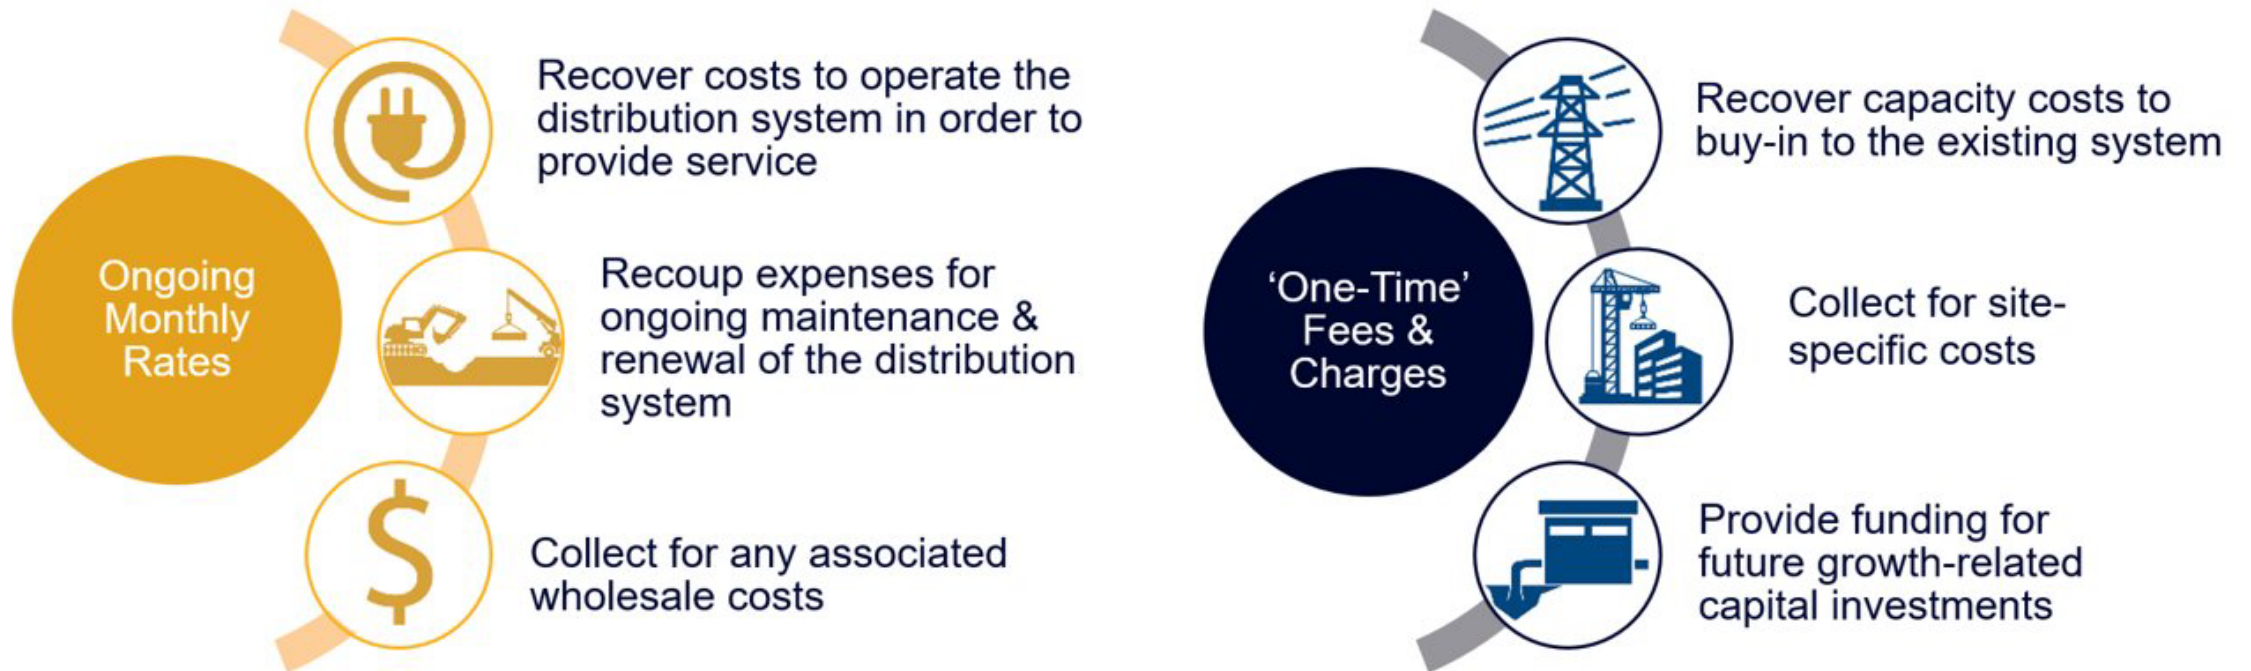 Ongoing
Monthly
Rates
Recover costs to operate the
distribution system in order to
provide service
Recoup expenses for
ongoing maintenance &
renewal of the distribution
system
$
Collect for any associated
wholesale costs
‘One-Time’
Fees &
Charges
Recover capacity costs to
buy-in to the existing system
Collect for site-
specific costs
Provide funding for
future growth-related
capital investments